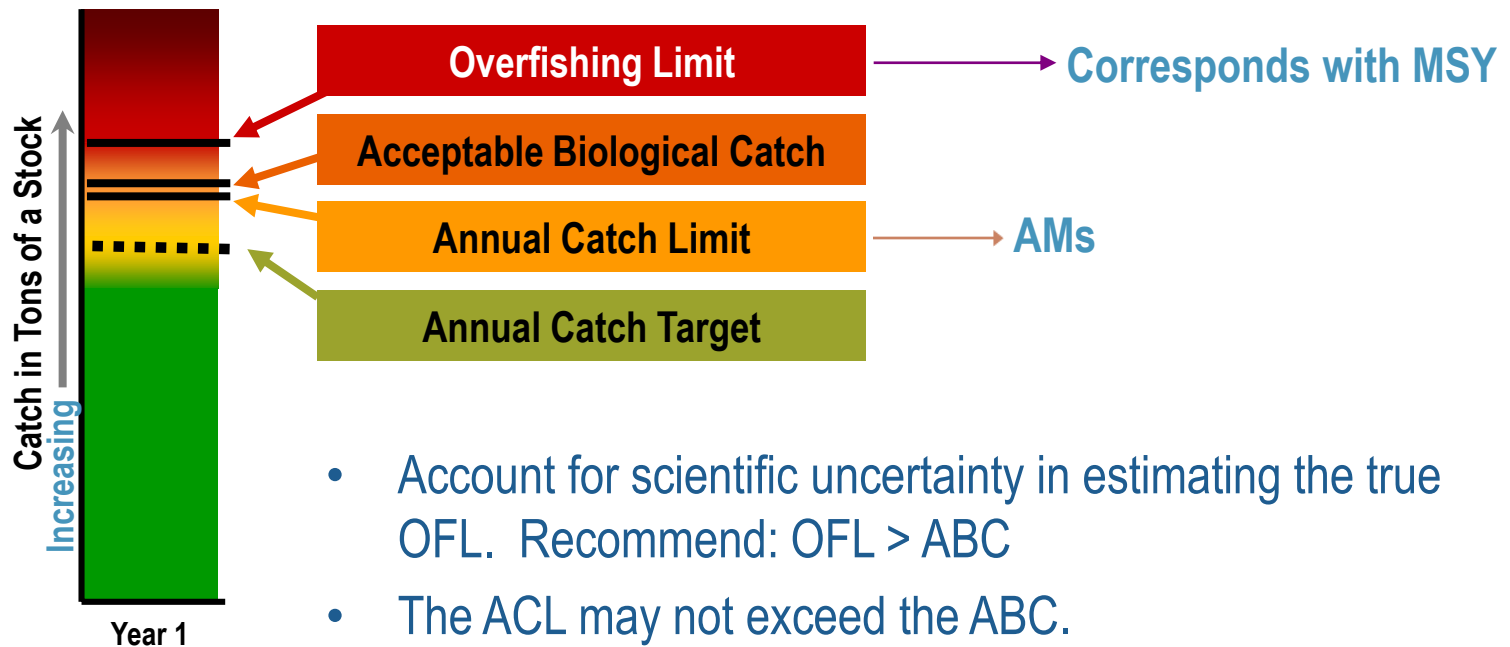 Catch in Tons of a Stock
Increasing
Year 1
Overfishing Limit
Corresponds with MSY
Acceptable Biological Catch
Annual Catch Limit
AMs
Annual Catch Target
• Account for scientific uncertainty in estimating the true
OFL. Recommend: OFL > ABC
• The ACL may not exceed the ABC.